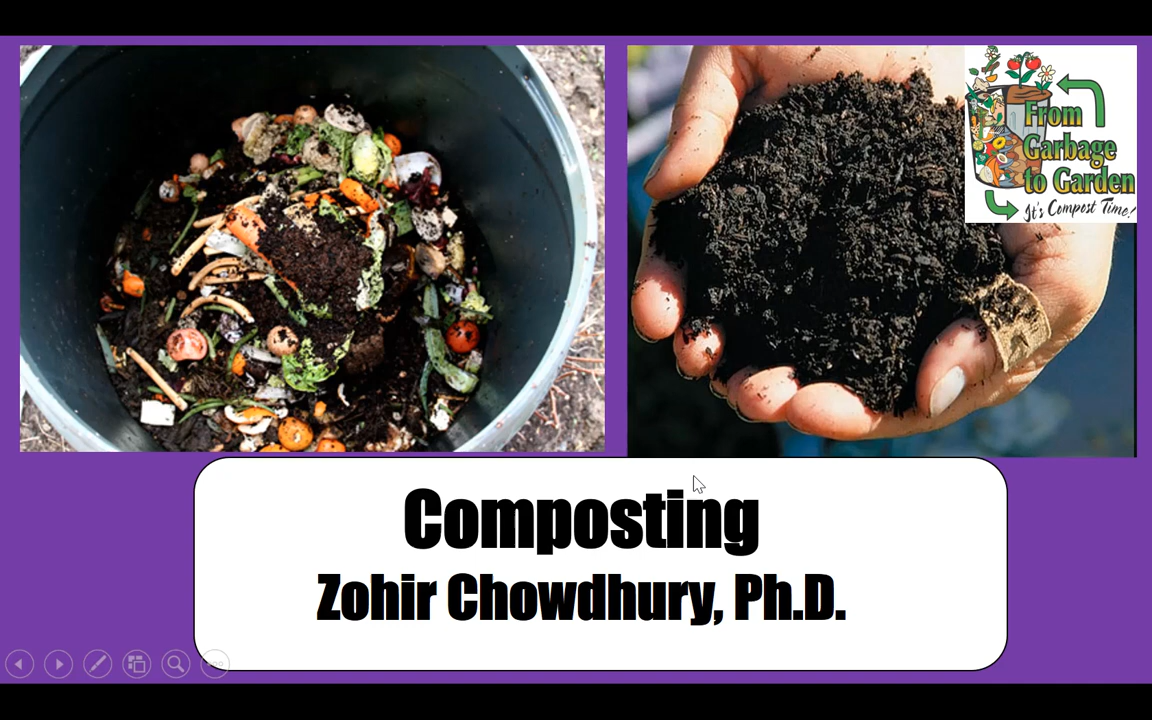 From
Garbage
to Garden
It's Compost Time!
Composting
Zohir Chowdhury, Ph.D.